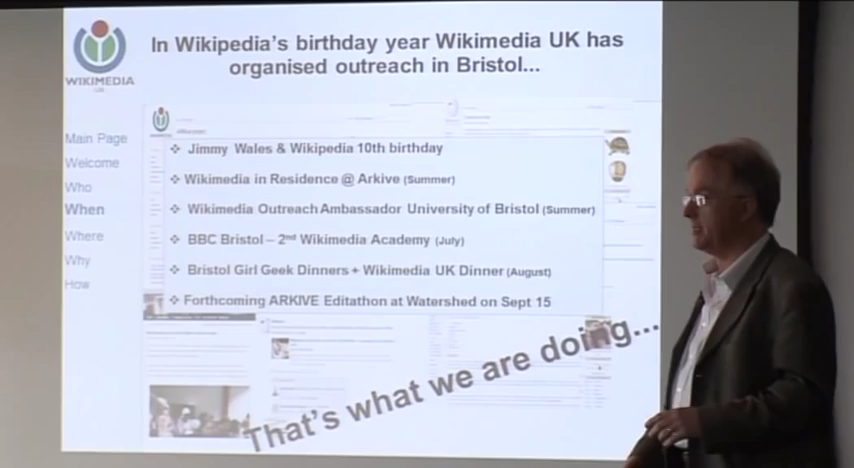 In Wikipedia's birthday year Wikimedia UK has
organised outreach in Bristol...
WIKIMEDIA
Main Page
Welcome
Who
When
Where
Why
How
❖ Jimmy Wales & Wikipedia 10th birthday
❖ Wikimedia in Residence @ Arkive (Summer)
❖ Wikimedia Outreach Ambassador University of Bristol (Summer)
❖ BBC Bristol – 2nd Wikimedia Academy (July)
❖ Bristol Girl Geek Dinners + Wikimedia UK Dinner (August)
❖ Forthcoming ARKIVE Editathon at Watershed on Sept 15
That's what we are doing...